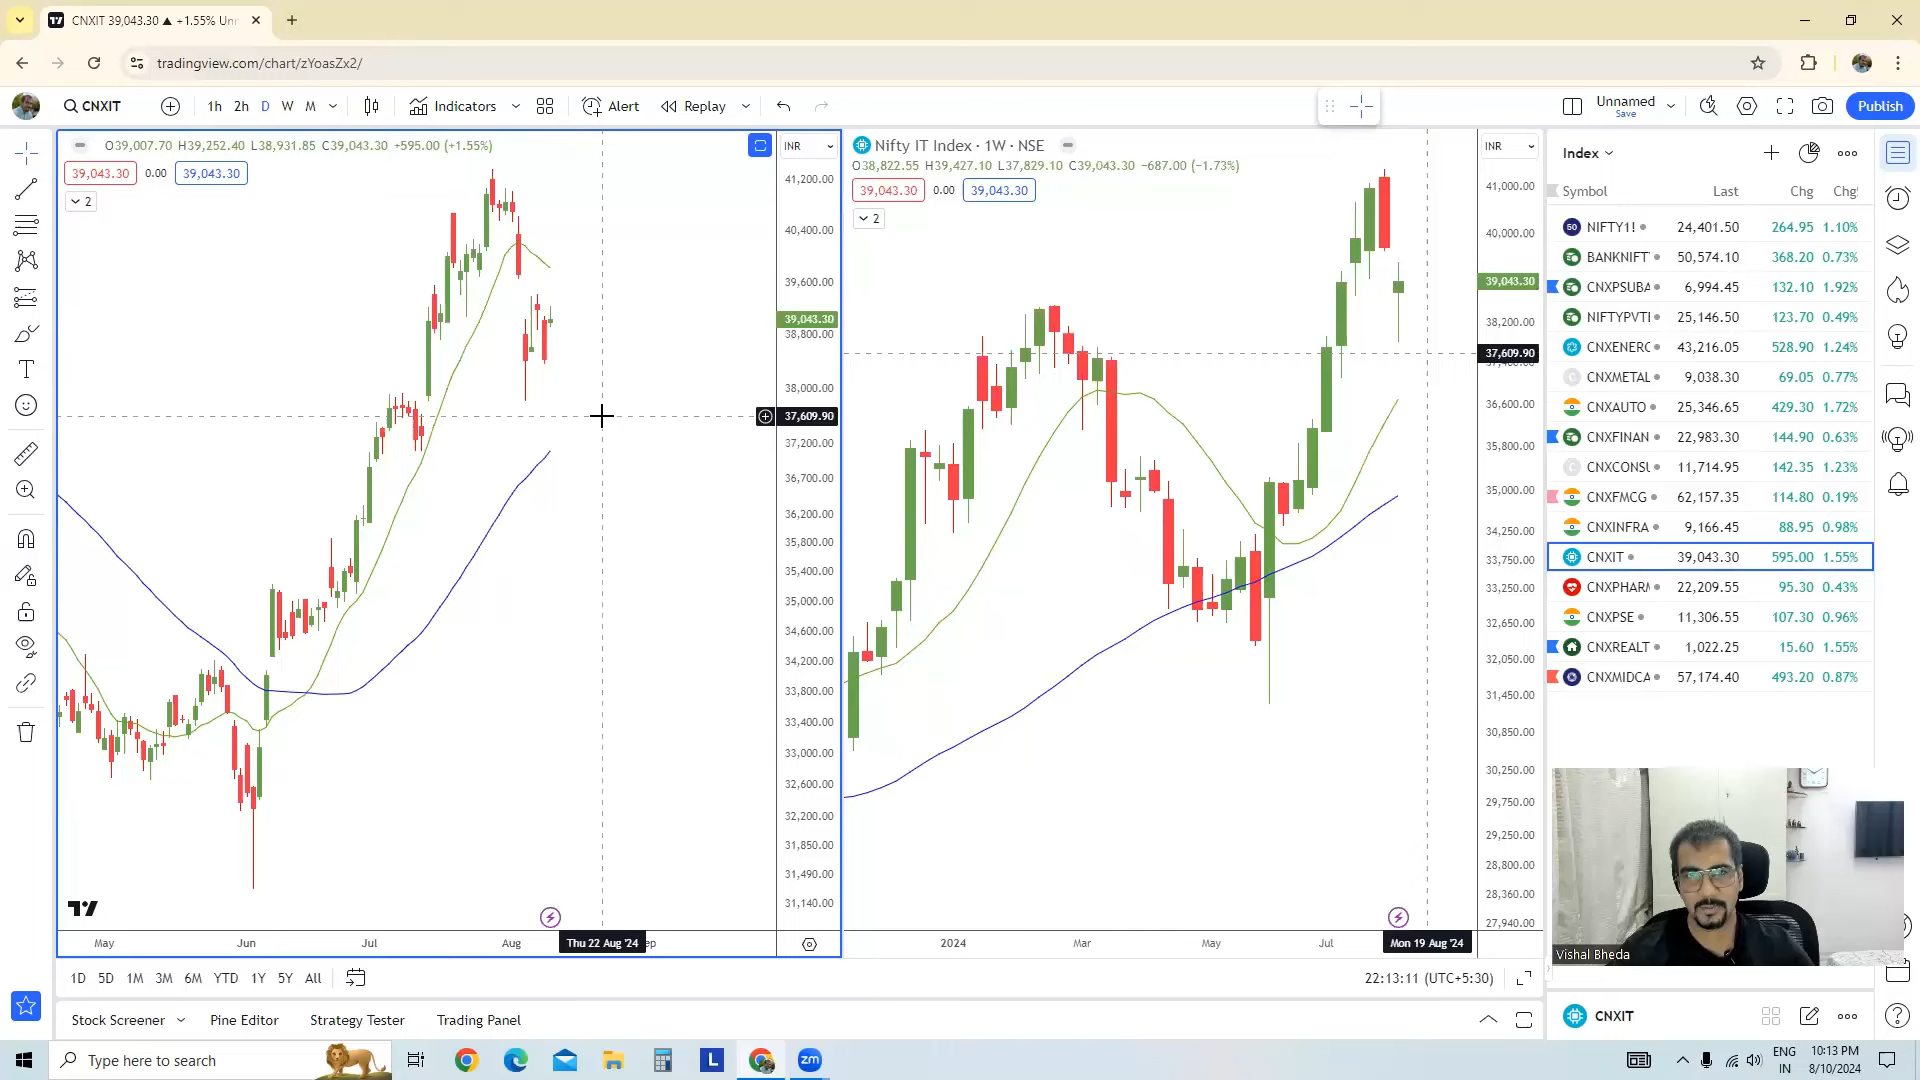 CNXIT 39,043.30 ▲ +1.55% Unn
tradingview.com/chart/zYoasZx2/
CNXIT 1h 2h D W M Indicators Alert Replay Unnamed Save Publish
O39,007.70 H39,252.40 L38,931.85 C39,043.30 +595.00 (+1.55%)
39,043.30 0.00 39,043.30
2
INR
41,200.00
40,400.00
39,600.00
39,043.30
38,800.00
38,000.00
37,609.90
37,200.00
36,700.00
36,200.00
35,800.00
35,400.00
35,000.00
34,600.00
34,200.00
33,800.00
33,400.00
33,000.00
32,600.00
32,200.00
31,850.00
31,490.00
31,140.00
May Jun Jul Aug Thu 22 Aug '24 ep
Nifty IT Index · 1W · NSE
O38,822.55 H39,427.10 L37,829.10 C39,043.30 −687.00 (−1.73%)
39,043.30 0.00 39,043.30
2
INR
41,000.00
40,000.00
39,043.30
38,200.00
37,609.90
36,600.00
35,800.00
35,000.00
34,250.00
33,750.00
33,250.00
32,650.00
32,050.00
31,450.00
30,850.00
30,250.00
29,750.00
29,250.00
28,800.00
28,360.00
27,940.00
2024 Mar May Jul Mon 19 Aug '24
Index
Symbol Last Chg Chg
50 NIFTY1! 24,401.50 264.95 1.10%
BANKNIFT 50,574.10 368.20 0.73%
CNXPSUBA 6,994.45 132.10 1.92%
NIFTYPVTI 25,146.50 123.70 0.49%
CNXENERC 43,216.05 528.90 1.24%
C CNXMETAL 9,038.30 69.05 0.77%
CNXAUTO 25,346.65 429.30 1.72%
CNXFINAN 22,983.30 144.90 0.63%
C CNXCONSU 11,714.95 142.35 1.23%
CNXFMCG 62,157.35 114.80 0.19%
CNXINFRA 9,166.45 88.95 0.98%
CNXIT 39,043.30 595.00 1.55%
CNXPHARM 22,209.55 95.30 0.43%
CNXPSE 11,306.55 107.30 0.96%
CNXREALT 1,022.25 15.60 1.55%
CNXMIDCA 57,174.40 493.20 0.87%
Vishal Bheda
1D 5D 1M 3M 6M YTD 1Y 5Y All 22:13:11 (UTC+5:30)
Stock Screener Pine Editor Strategy Tester Trading Panel
CNXIT
Type here to search
L
zm
ENG
IN
10:13 PM
8/10/2024